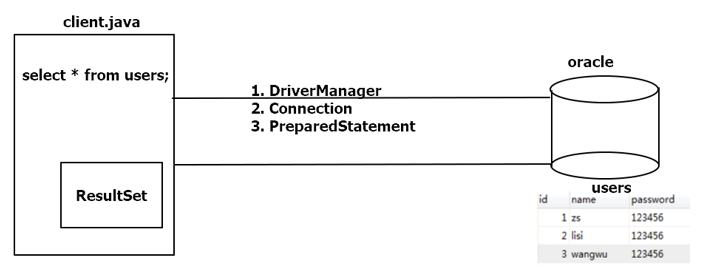 client.java
select * from users;
1. DriverManager
2. Connection
3. PreparedStatement
ResultSet
oracle
users
id name password
1 zs 123456
2 lisi 123456
3 wangwu 123456